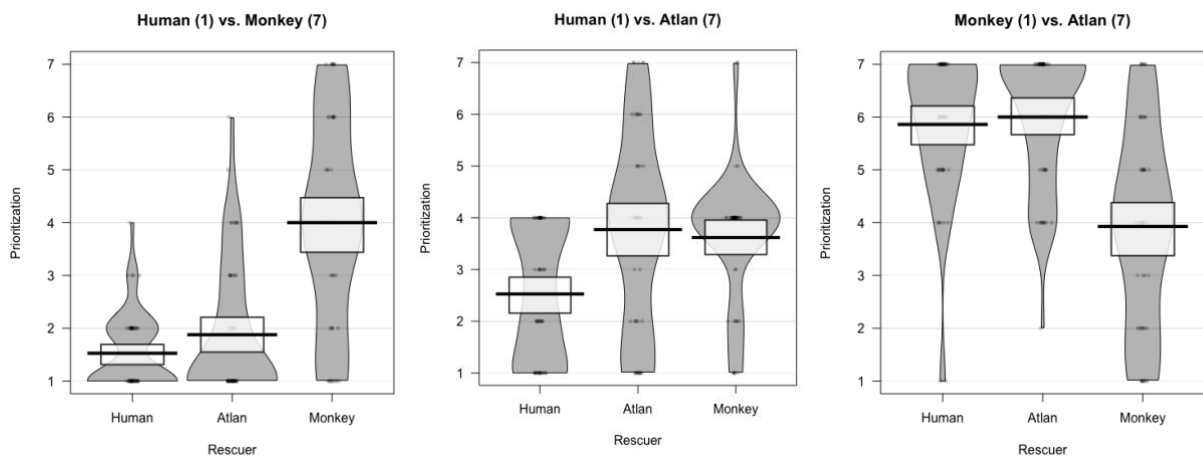 Human (1) vs. Monkey (7)
Prioritization
7
6
5
4
3
2
1
Human Atlan Monkey
Rescuer
Human (1) vs. Atlan (7)
Prioritization
7
6
5
4
3
2
1
Human Atlan Monkey
Rescuer
Monkey (1) vs. Atlan (7)
Prioritization
7
6
5
4
3
2
1
Human Atlan Monkey
Rescuer